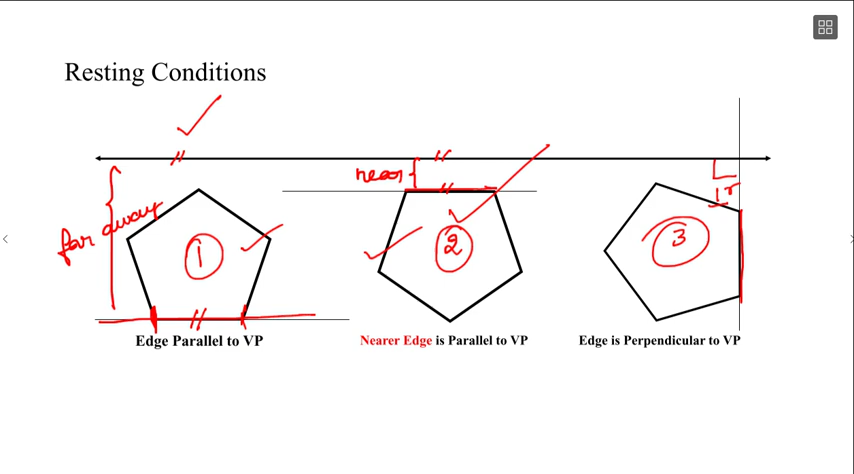 Resting Conditions
near
far away
1
2
3
Edge Parallel to VP
Nearer Edge is Parallel to VP
Edge is Perpendicular to VP